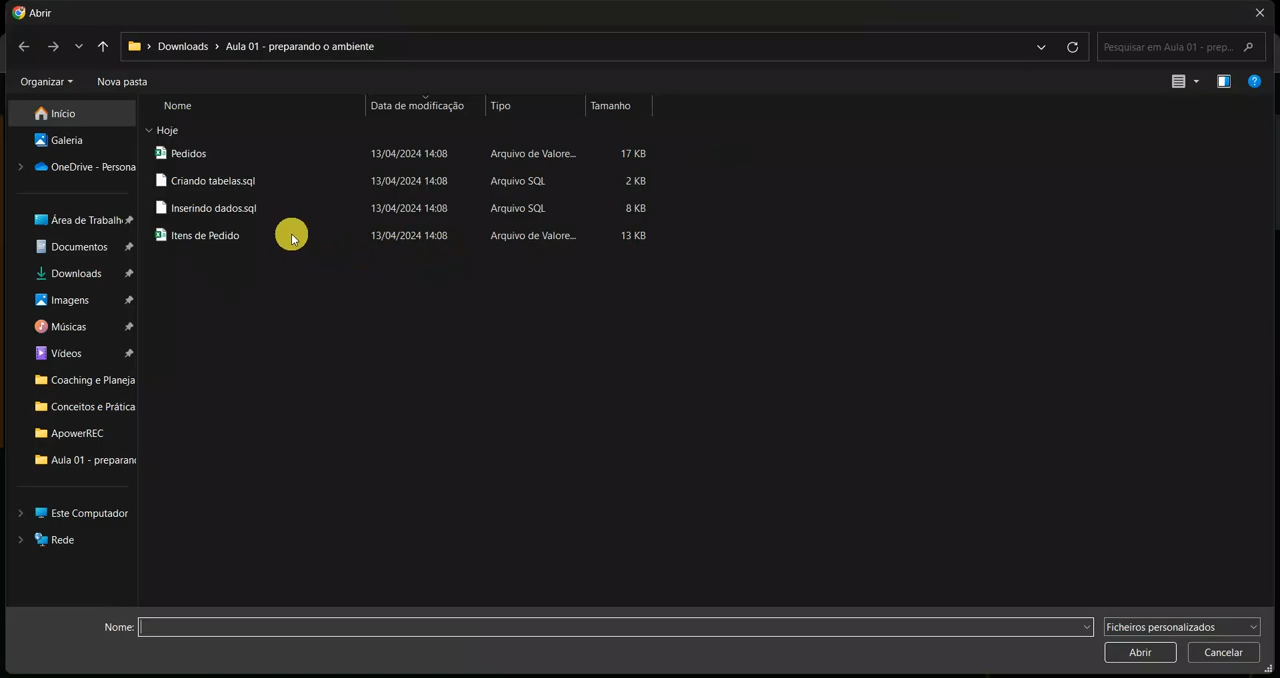 Abrir
Downloads > Aula 01 - preparando o ambiente
Pesquisar em Aula 01 - prep...
Organizar
Nova pasta
Nome
Data de modificação
Tipo
Tamanho
Início
Galeria
OneDrive - Persona
Área de Trabalh
Documentos
Downloads
Imagens
Músicas
Vídeos
Coaching e Planeja
Conceitos e Prática
ApowerREC
Aula 01 - preparand
Este Computador
Rede
Hoje
Pedidos 13/04/2024 14:08 Arquivo de Valore... 17 KB
Criando tabelas.sql 13/04/2024 14:08 Arquivo SQL 2 KB
Inserindo dados.sql 13/04/2024 14:08 Arquivo SQL 8 KB
Itens de Pedido 13/04/2024 14:08 Arquivo de Valore... 13 KB
Nome:
Ficheiros personalizados
Abrir
Cancelar